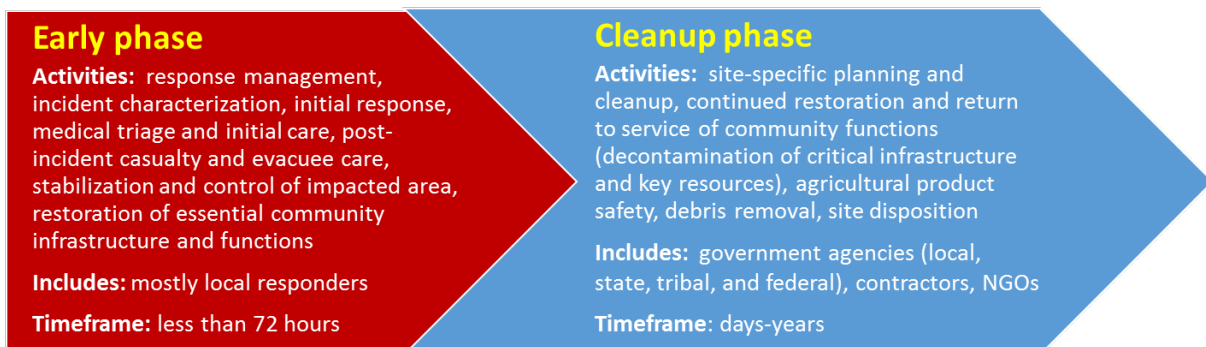 Early phase
Activities: response management,
incident characterization, initial response,
medical triage and initial care, post-
incident casualty and evacuee care,
stabilization and control of impacted area,
restoration of essential community
infrastructure and functions
Includes: mostly local responders
Timeframe: less than 72 hours
Cleanup phase
Activities: site-specific planning and
cleanup, continued restoration and return
to service of community functions
(decontamination of critical infrastructure
and key resources), agricultural product
safety, debris removal, site disposition
Includes: government agencies (local,
state, tribal, and federal), contractors, NGOs
Timeframe: days-years